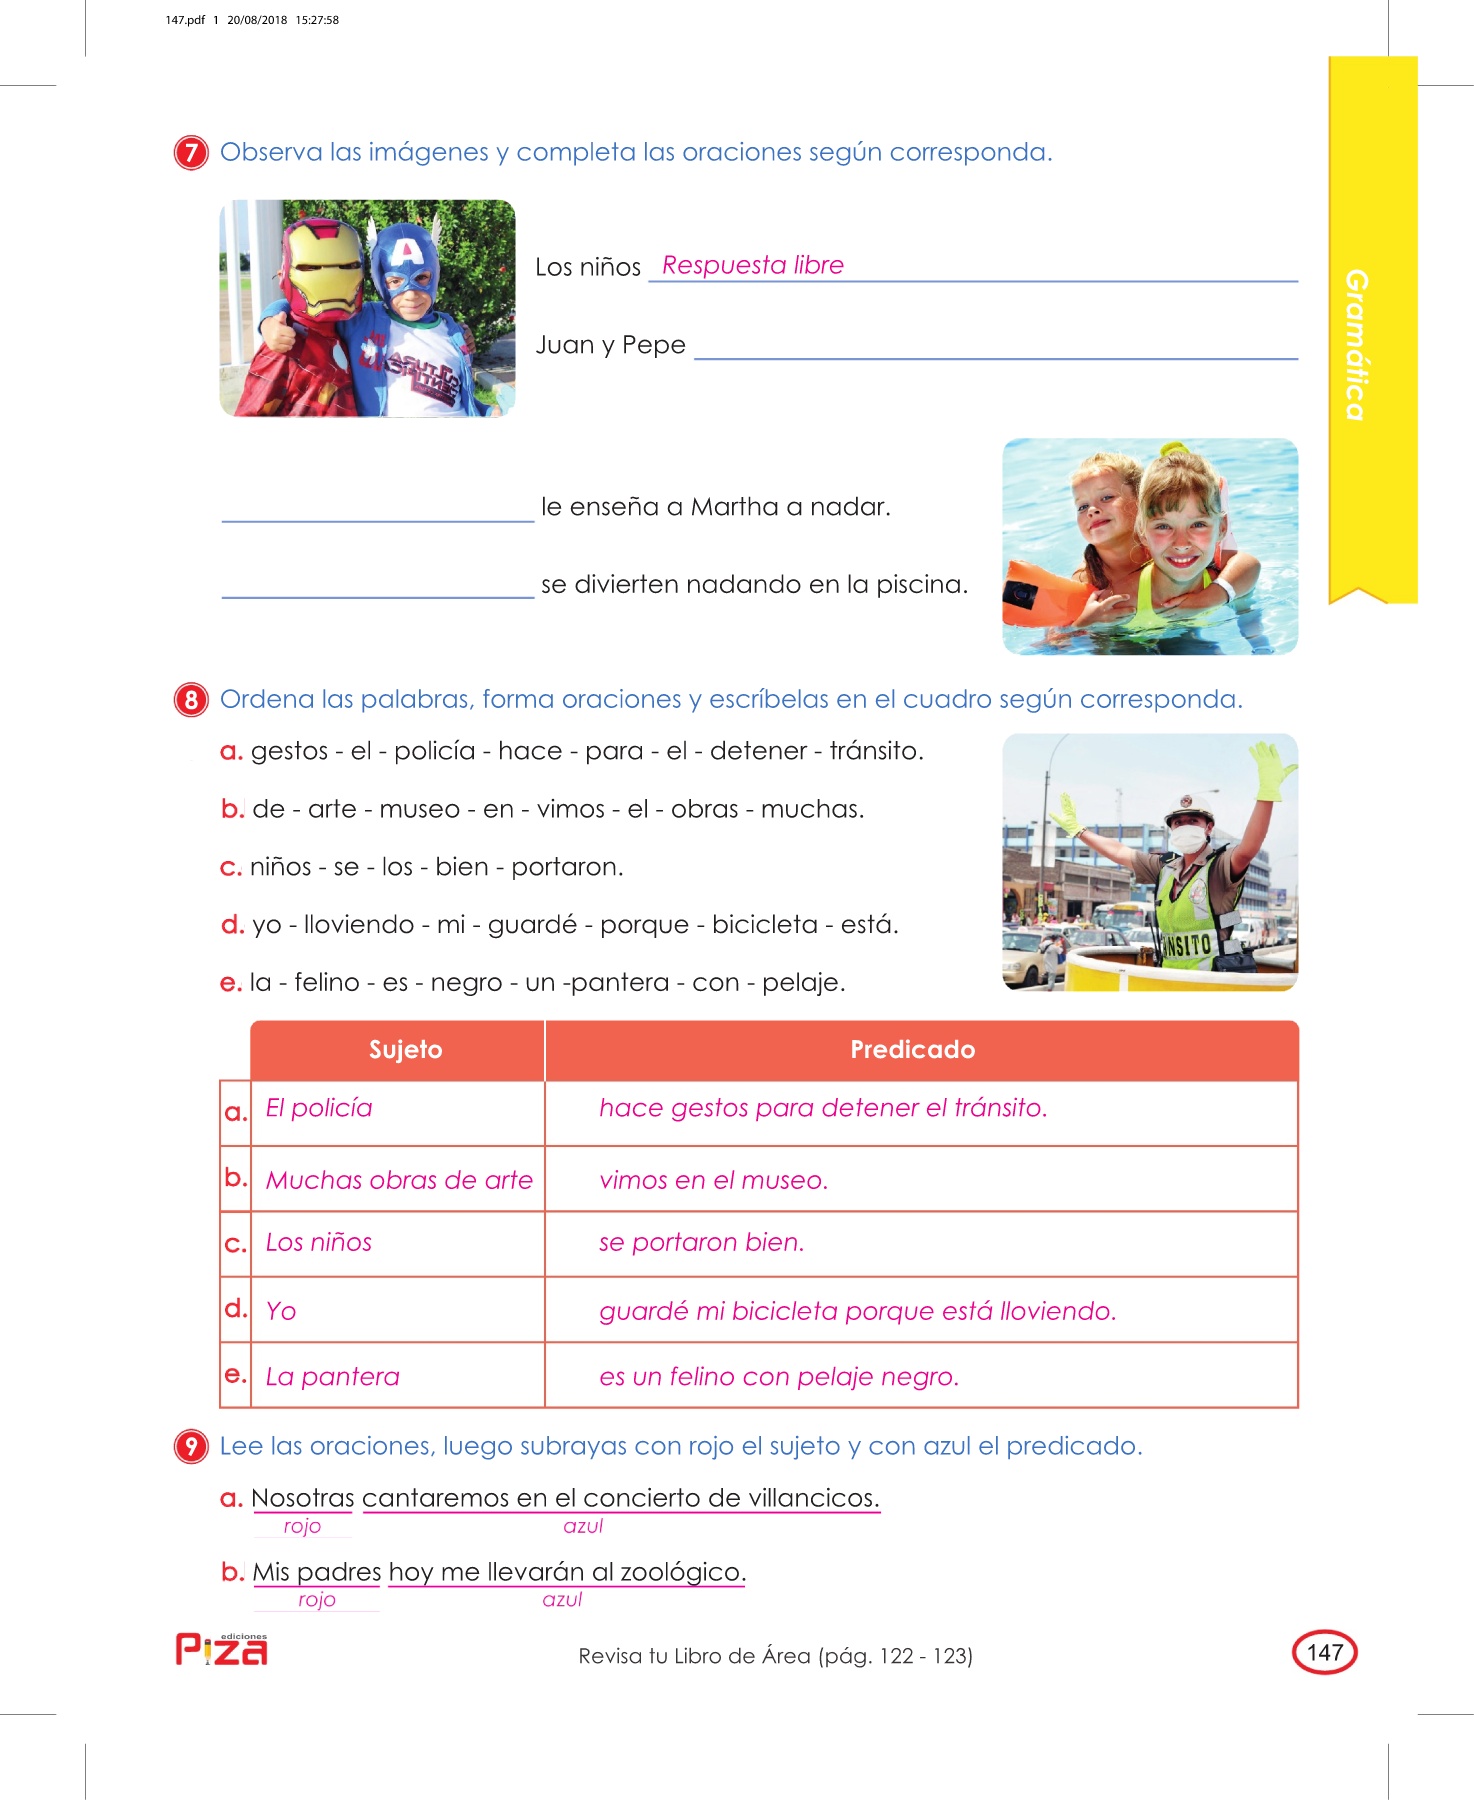 147.pdf 1 20/08/2018 15:27:58
7 Observa las imágenes y completa las oraciones según corresponda.
Los niños Respuesta libre
Juan y Pepe
le enseña a Martha a nadar.
se divierten nadando en la piscina.
Gramática
8 Ordena las palabras, forma oraciones y escríbelas en el cuadro según corresponda.
a. gestos - el - policía - hace - para - el - detener - tránsito.
b. de - arte - museo - en - vimos - el - obras - muchas.
c. niños - se - los - bien - portaron.
d. yo - lloviendo - mi - guardé - porque - bicicleta - está.
e. la - felino - es - negro - un -pantera - con - pelaje.
Sujeto Predicado
a. El policía hace gestos para detener el tránsito.
b. Muchas obras de arte vimos en el museo.
c. Los niños se portaron bien.
d. Yo guardé mi bicicleta porque está lloviendo.
e. La pantera es un felino con pelaje negro.
9 Lee las oraciones, luego subrayas con rojo el sujeto y con azul el predicado.
a. Nosotras cantaremos en el concierto de villancicos.
rojo azul
b. Mis padres hoy me llevarán al zoológico.
rojo azul
ediciones
Piza
Revisa tu Libro de Área (pág. 122 - 123)
147